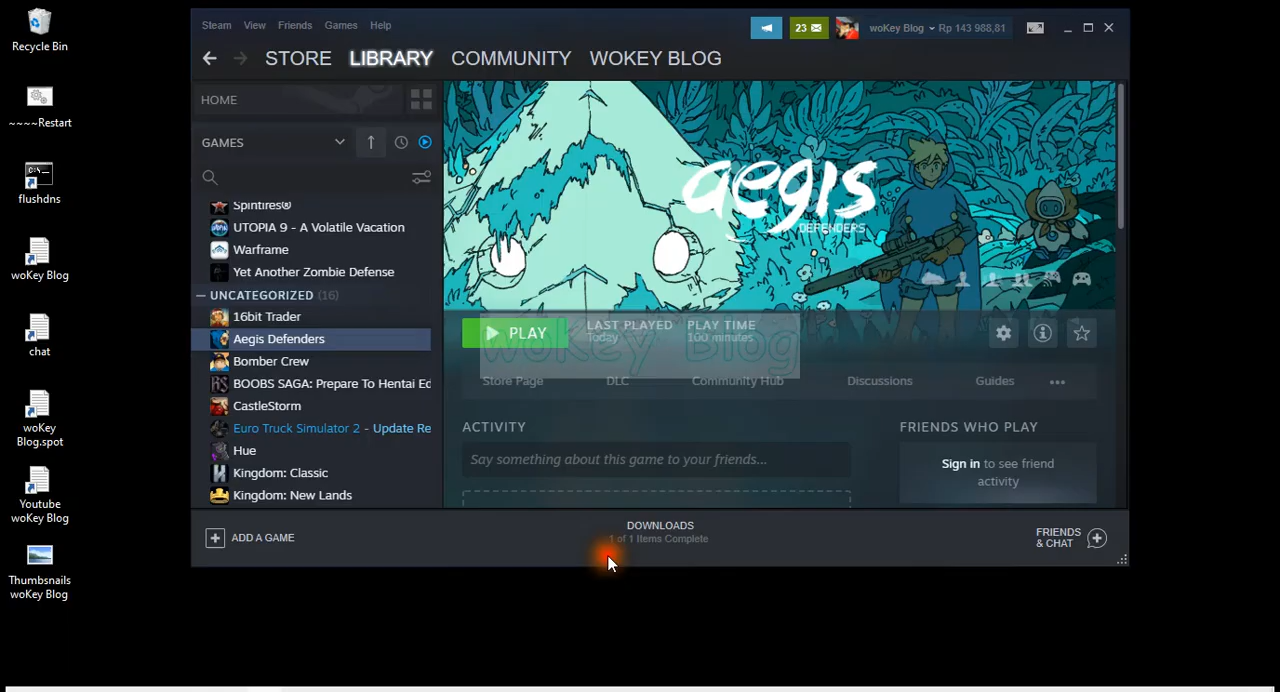 Recycle Bin
~~~~Restart
C:\_
flushdns
woKey Blog
chat
woKey
Blog.spot
Youtube
woKey Blog
Thumbsnails
woKey Blog
Steam View Friends Games Help
23
woKey Blog Rp 143 988,81
STORE LIBRARY COMMUNITY WOKEY BLOG
HOME
GAMES
Spintires®
UTOPIA 9 - A Volatile Vacation
Warframe
Yet Another Zombie Defense
UNCATEGORIZED (16)
16bit Trader
Aegis Defenders
Bomber Crew
BOOBS SAGA: Prepare To Hentai Ed
CastleStorm
Euro Truck Simulator 2 - Update Re
Hue
Kingdom: Classic
Kingdom: New Lands
aegis
DEFENDERS
PLAY
LAST PLAYED
Today
PLAY TIME
100 minutes
woKey Blog
Store Page DLC Community Hub Discussions Guides
ACTIVITY
Say something about this game to your friends...
FRIENDS WHO PLAY
Sign in to see friend
activity
ADD A GAME
DOWNLOADS
1 of 1 Items Complete
FRIENDS
& CHAT